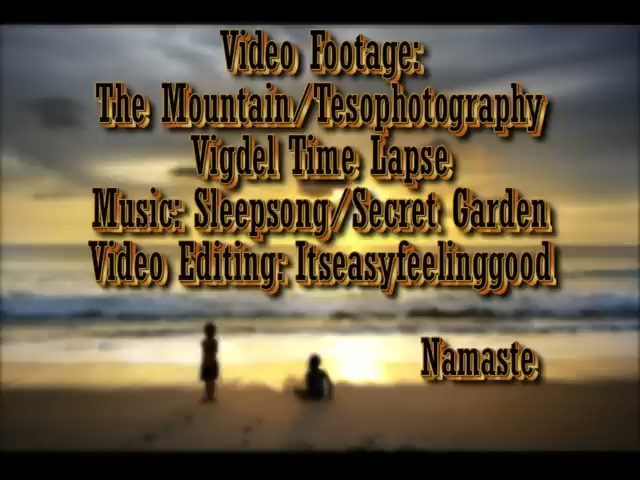 Video Footage:
The Mountain/Tesophotography
Vigdel Time Lapse
Music: Sleepsong/Secret Garden
Video Editing: Itseasyfeelinggood
Namaste